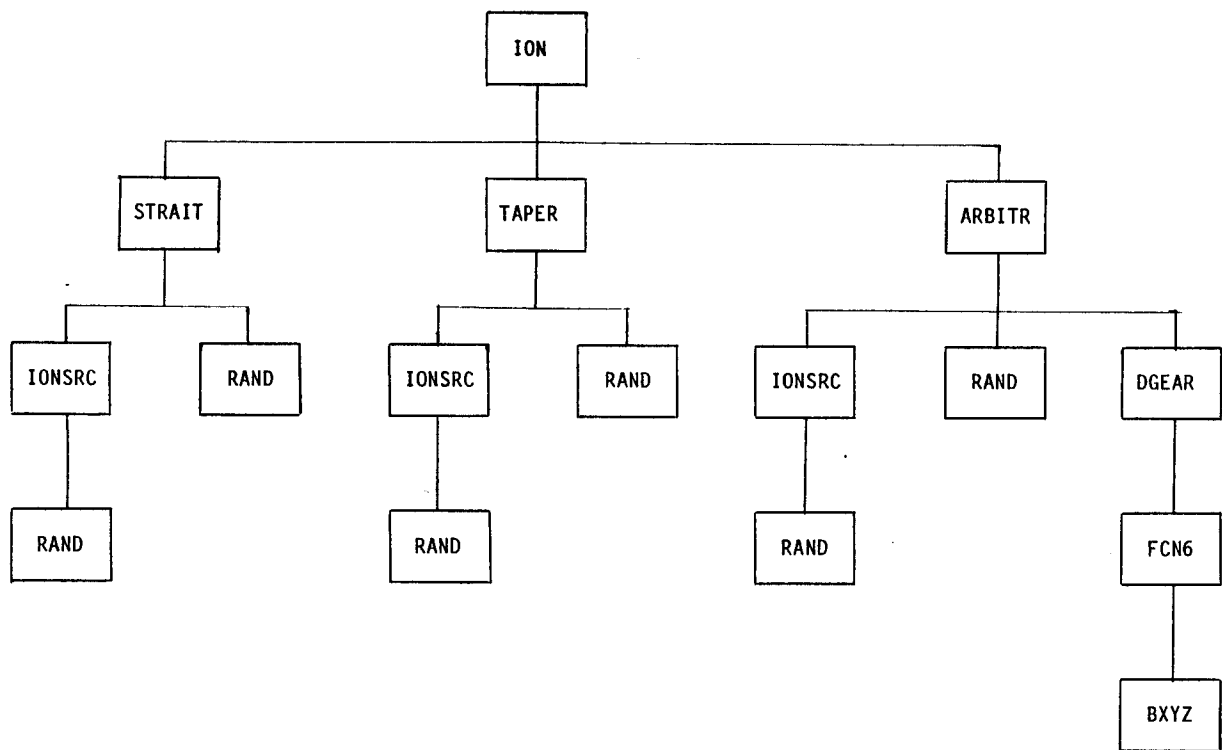 ION
STRAIT
TAPER
ARBITR
IONSRC
RAND
IONSRC
RAND
IONSRC
RAND
DGEAR
RAND
RAND
RAND
FCN6
BXYZ